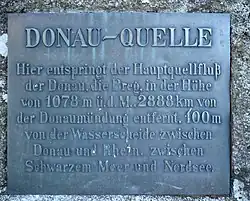 DONAU-QUELLE
Hier entspringt der Hauptquellfluß
der Donau, die Breg, in der Höhe
von 1078 m ü.d.M. 2888 km von
der Donaumündung entfernt, 100 m
von der Wasserscheide zwischen
Donau und Rhein, zwischen
Schwarzem Meer und Nordsee.